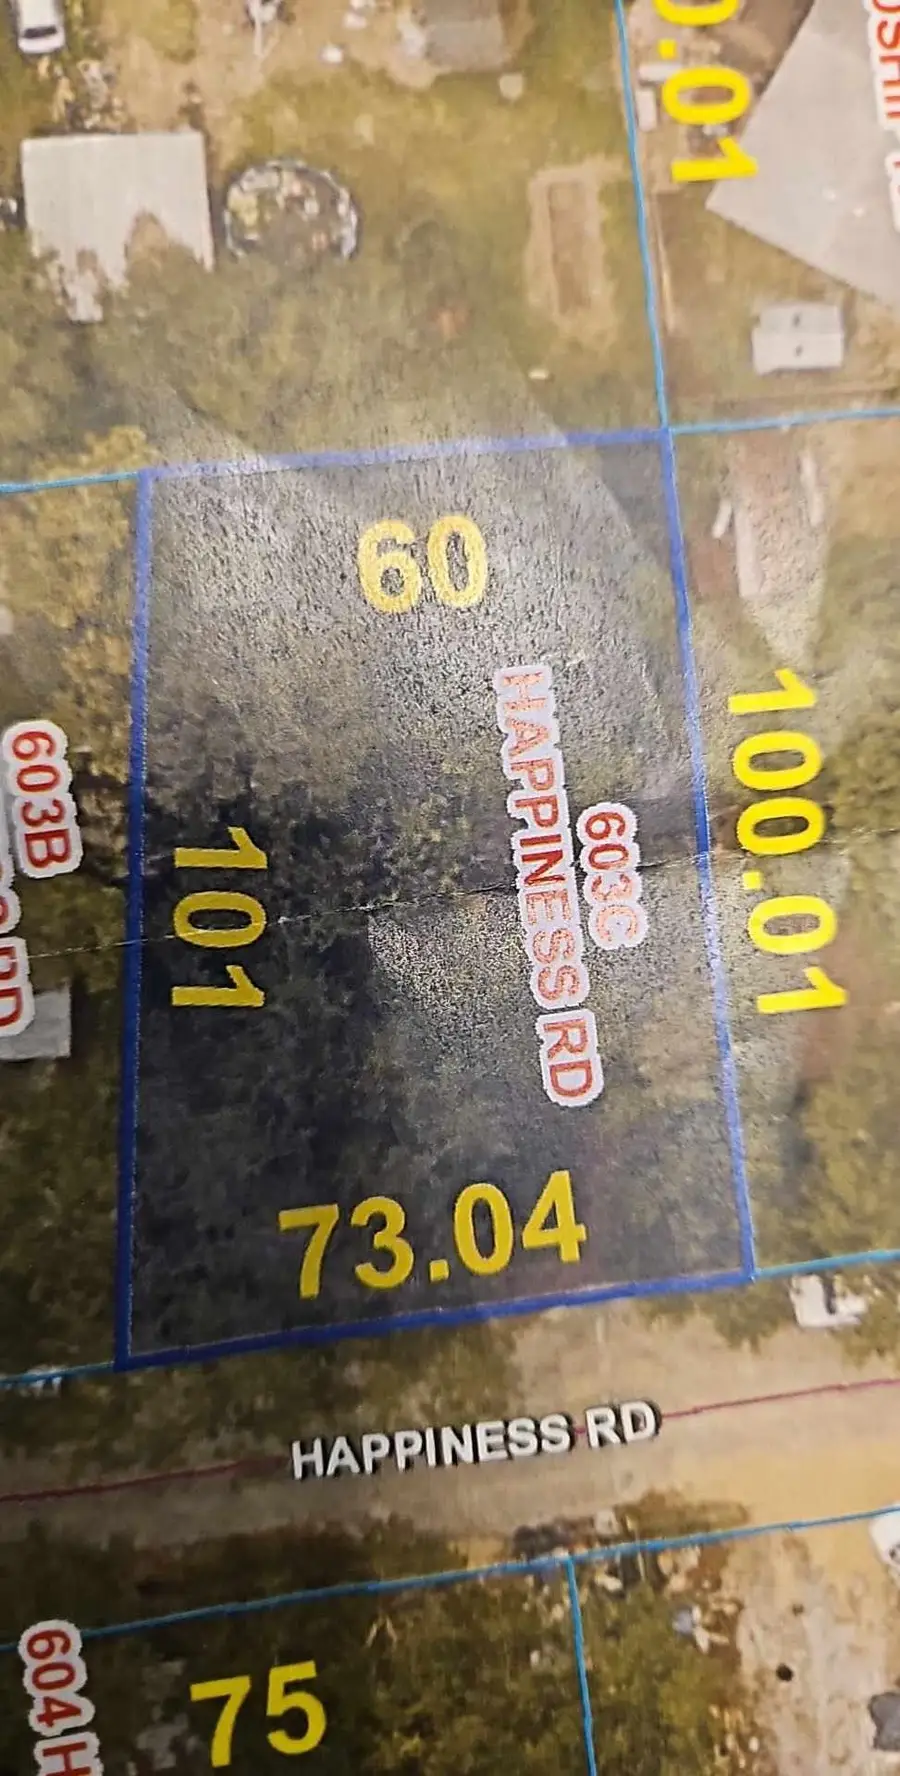 0.01
60
100.01
603C
HAPPINESS RD
603B
101
73.04
HAPPINESS RD
604 H
75